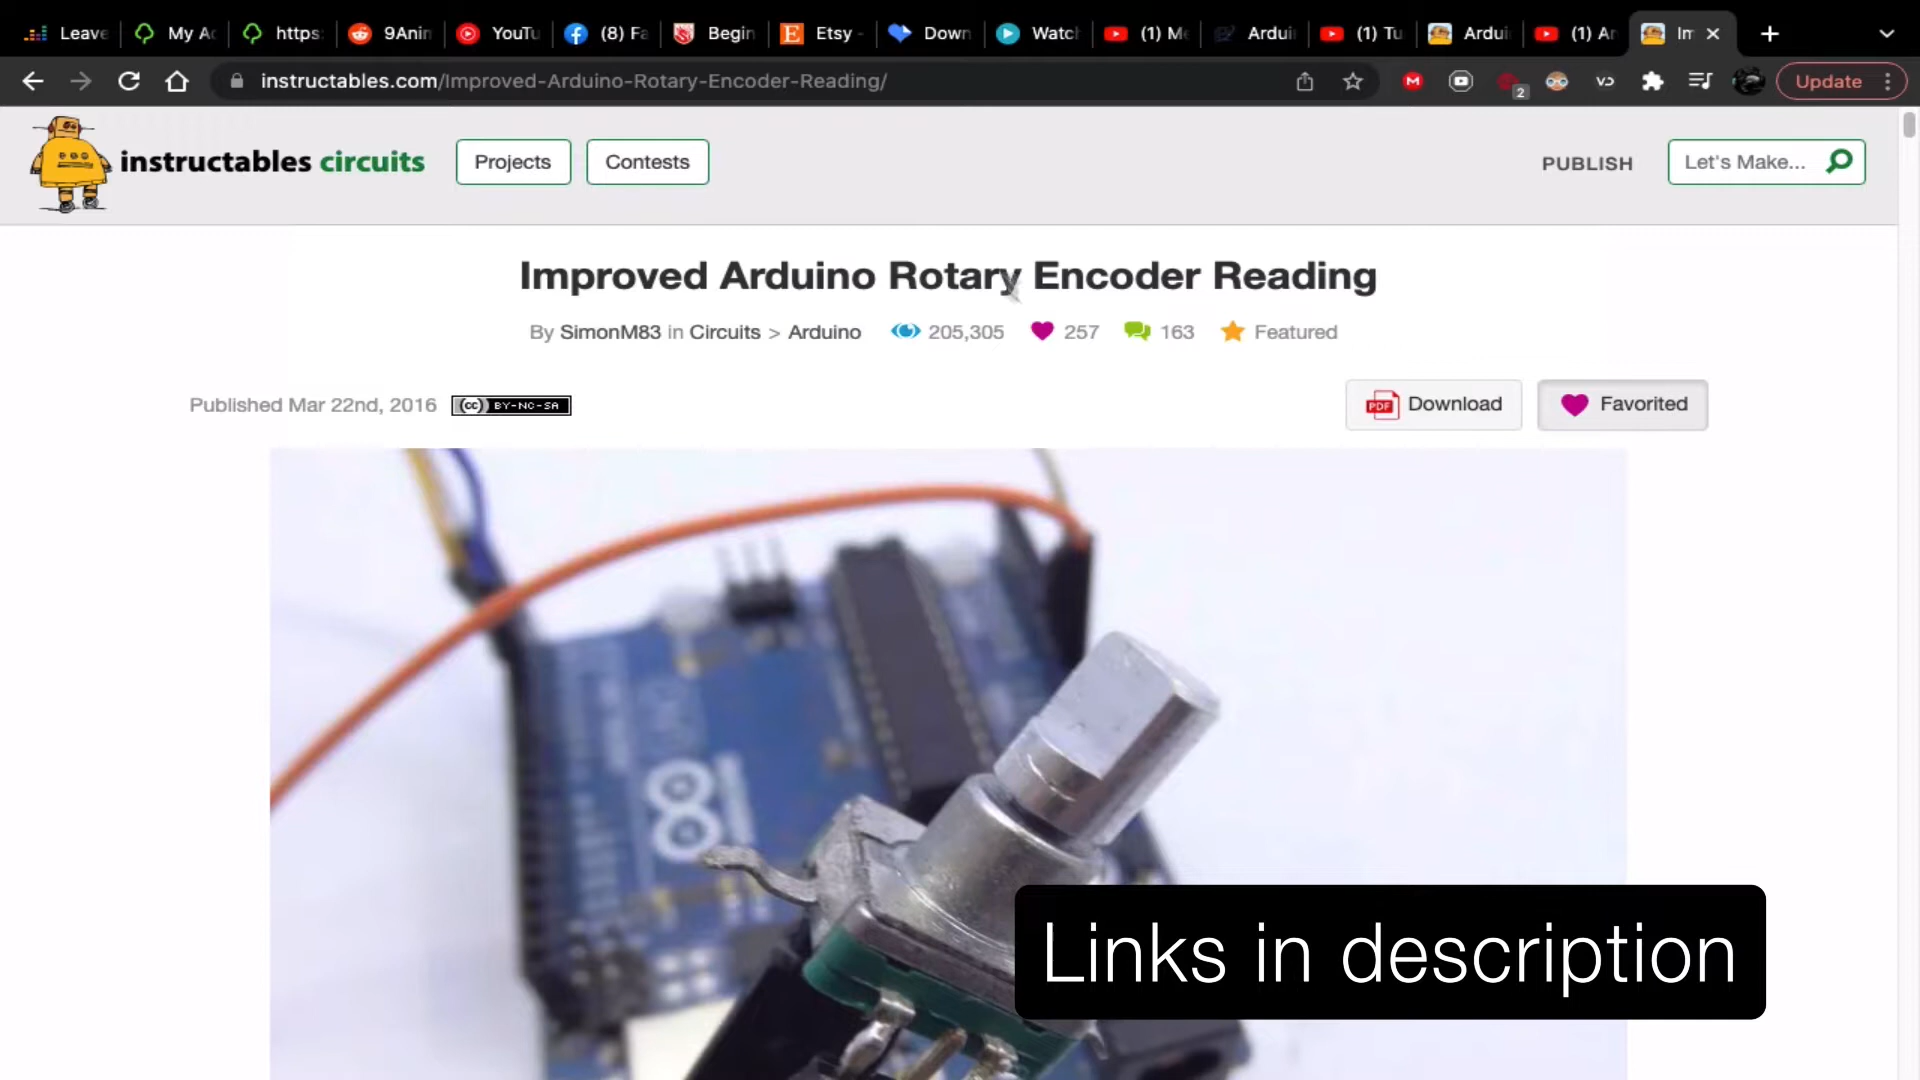 Leave
My Ac
https:
9Anin
YouTu
(8) Fa
Begin
Etsy -
Down
Watch
(1) Me
Ardui
(1) Tu
Ardui
(1) Ar
Im
instructables.com/Improved-Arduino-Rotary-Encoder-Reading/
2
Update
instructables circuits
Projects
Contests
PUBLISH
Let's Make...
Improved Arduino Rotary Encoder Reading
By SimonM83 in Circuits > Arduino 205,305 257 163 Featured
Published Mar 22nd, 2016 (cc) BY-NC-SA
PDF Download
Favorited
Links in description